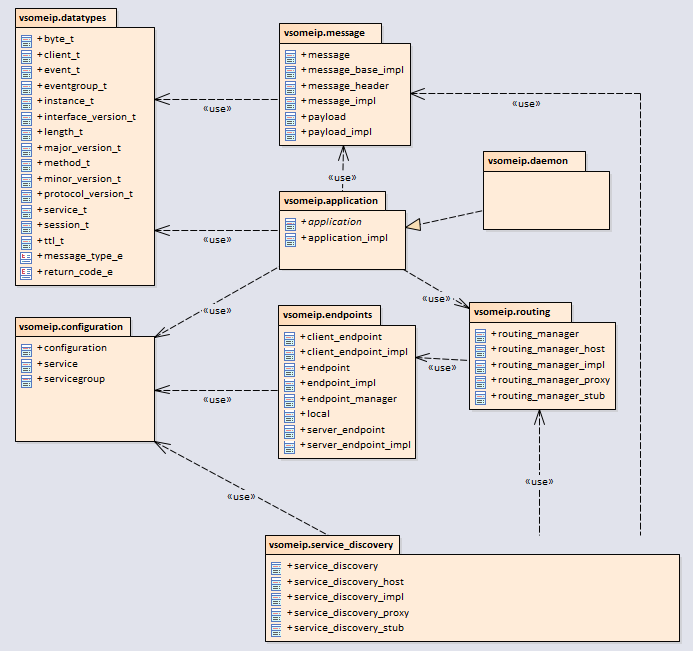 vsomeip.datatypes
+byte_t
+client_t
+event_t
+eventgroup_t
+instance_t
+interface_version_t
+length_t
+major_version_t
+method_t
+minor_version_t
+protocol_version_t
+service_t
+session_t
+ttl_t
+message_type_e
+return_code_e
vsomeip.message
+message
+message_base_impl
+message_header
+message_impl
+payload
+payload_impl
«use»
«use»
«use»
vsomeip.daemon
vsomeip.application
+application
+application_impl
«use»
«use»
«use»
vsomeip.configuration
+configuration
+service
+servicegroup
vsomeip.endpoints
+client_endpoint
+client_endpoint_impl
+endpoint
+endpoint_impl
+endpoint_manager
+local
+server_endpoint
+server_endpoint_impl
vsomeip.routing
+routing_manager
+routing_manager_host
+routing_manager_impl
+routing_manager_proxy
+routing_manager_stub
«use»
«use»
«use»
«use»
vsomeip.service_discovery
+service_discovery
+service_discovery_host
+service_discovery_impl
+service_discovery_proxy
+service_discovery_stub